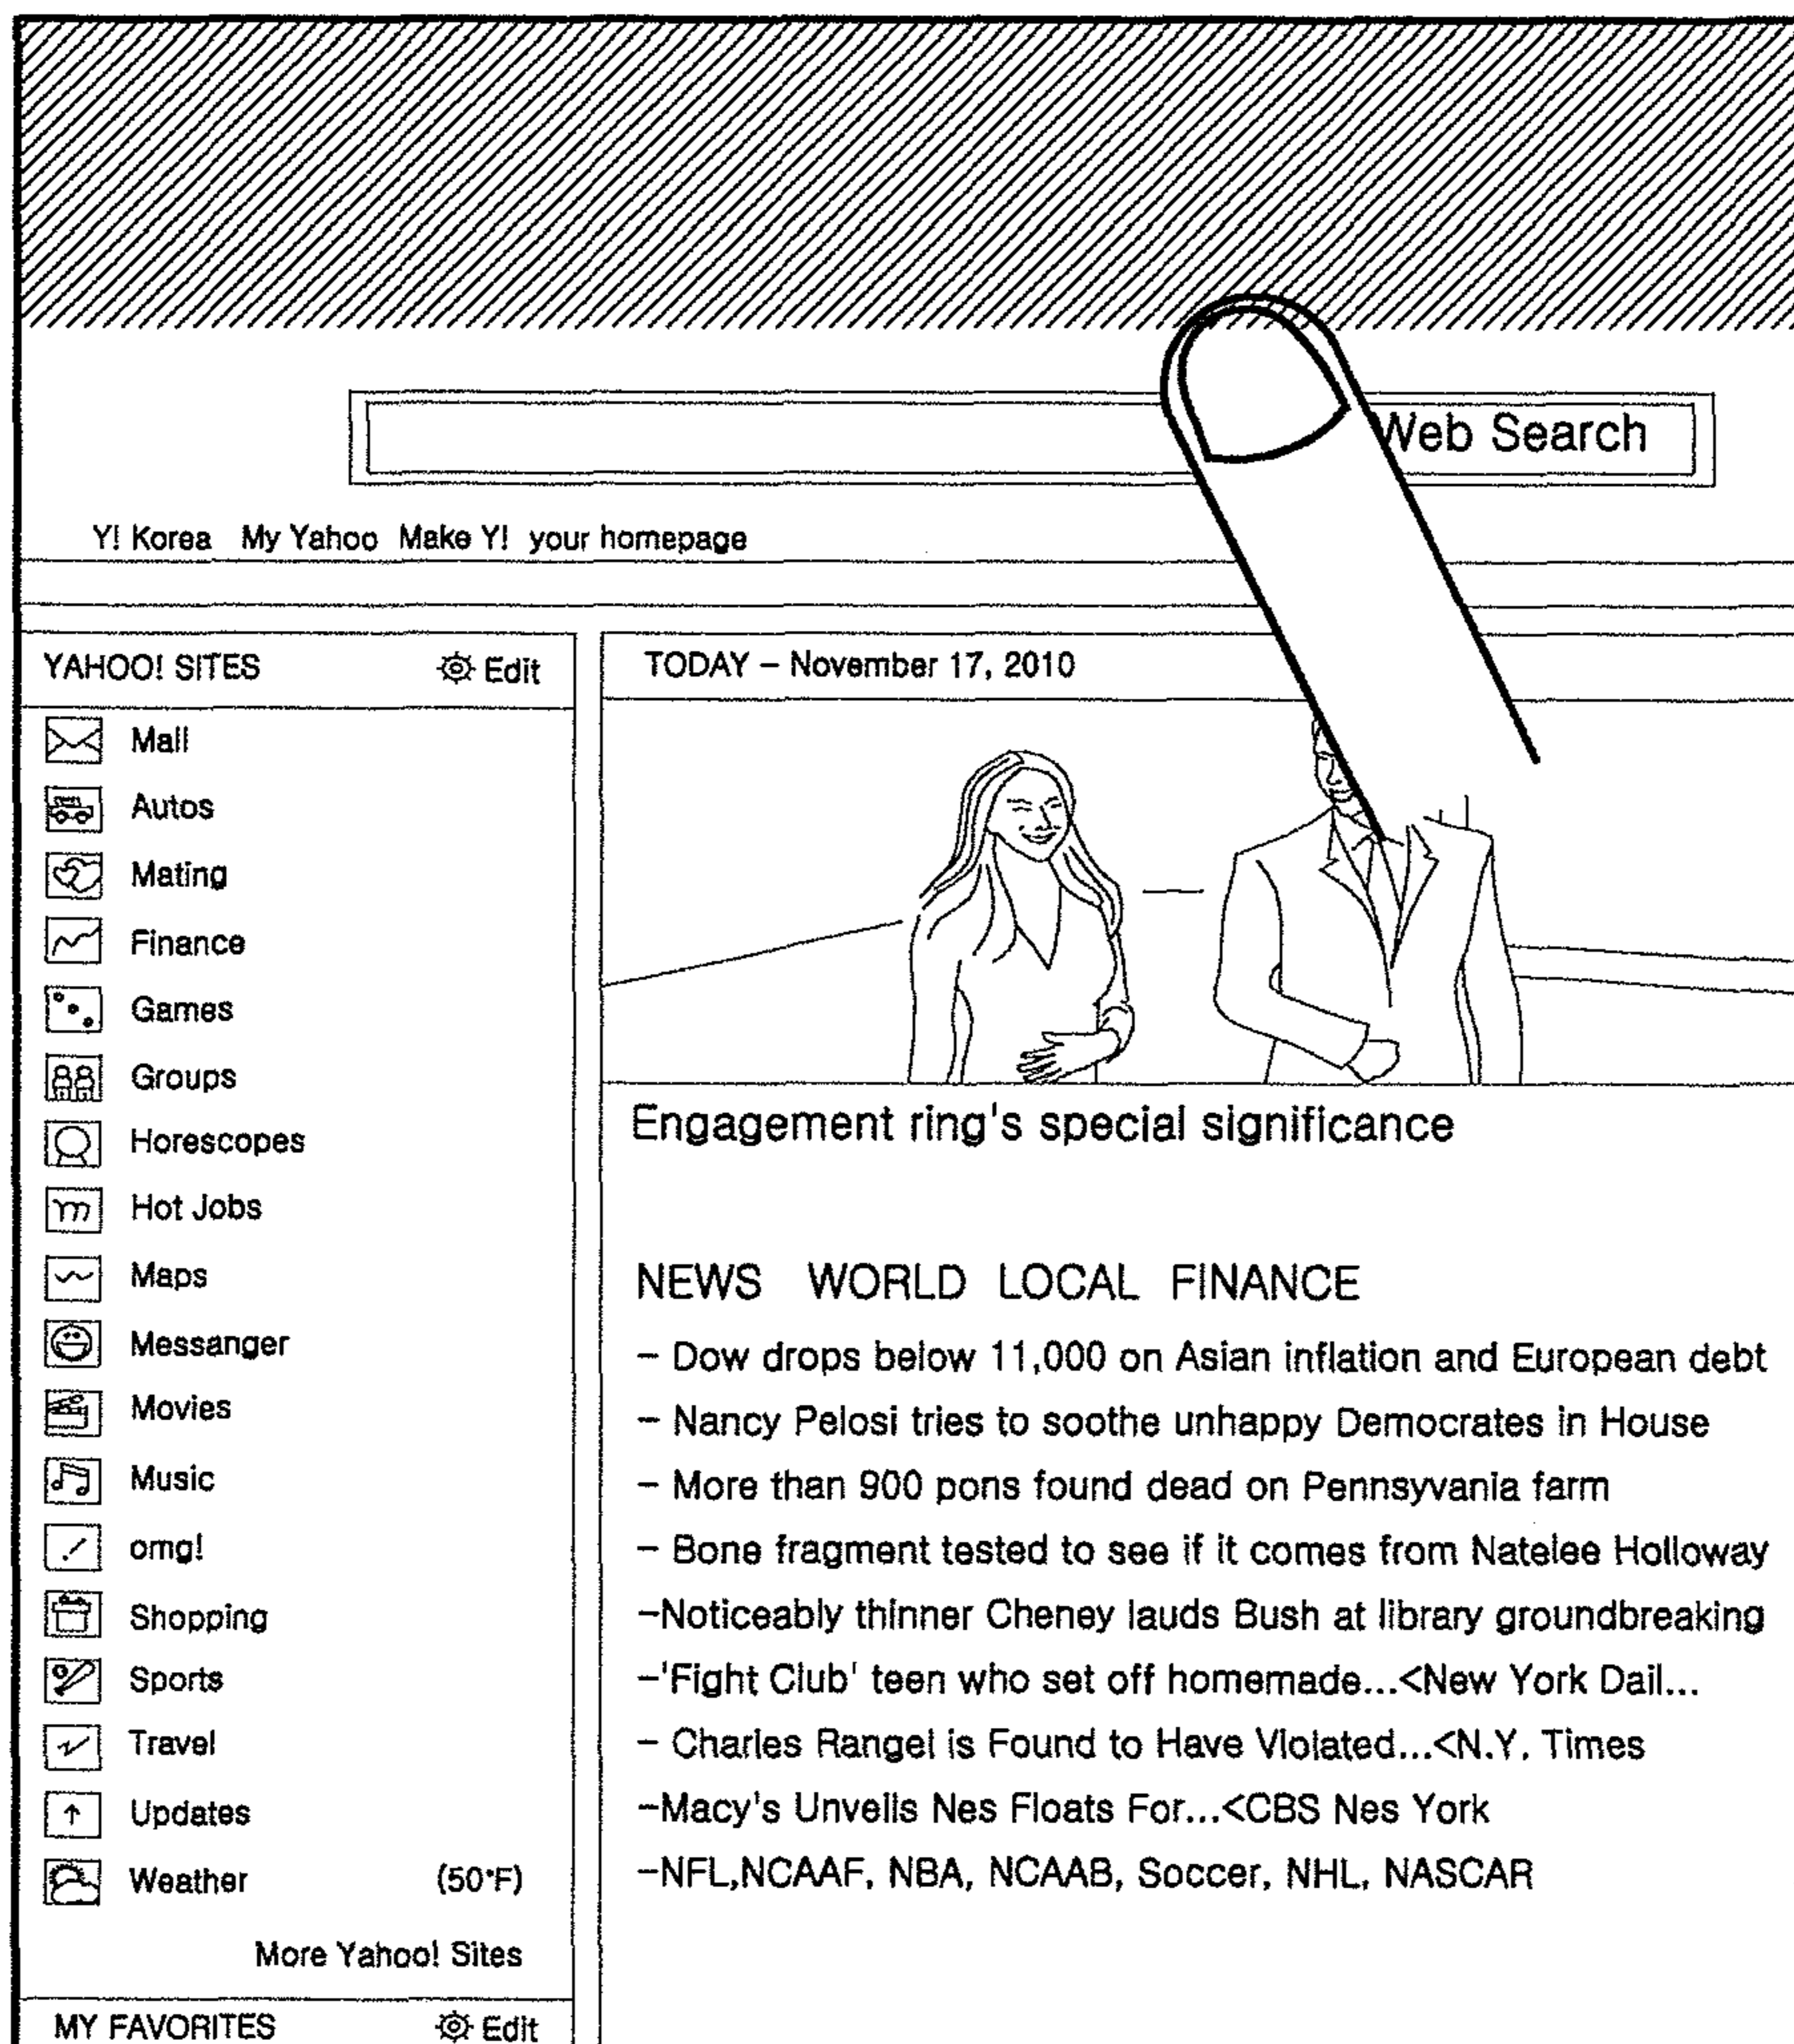 Web Search
Y! Korea My Yahoo Make Y! your homepage
YAHOO! SITES Edit
Mail
Autos
Mating
Finance
Games
Groups
Horescopes
Hot Jobs
Maps
Messanger
Movies
Music
omg!
Shopping
Sports
Travel
Updates
Weather (50°F)
More Yahoo! Sites
MY FAVORITES Edit
TODAY – November 17, 2010
Engagement ring's special significance
NEWS WORLD LOCAL FINANCE
– Dow drops below 11,000 on Asian inflation and European debt
– Nancy Pelosi tries to soothe unhappy Democrates in House
– More than 900 pons found dead on Pennsyvania farm
– Bone fragment tested to see if it comes from Natelee Holloway
–Noticeably thinner Cheney lauds Bush at library groundbreaking
–'Fight Club' teen who set off homemade...<New York Dail...
– Charles Rangel is Found to Have Violated...<N.Y. Times
–Macy's Unveils Nes Floats For...<CBS Nes York
–NFL,NCAAF, NBA, NCAAB, Soccer, NHL, NASCAR